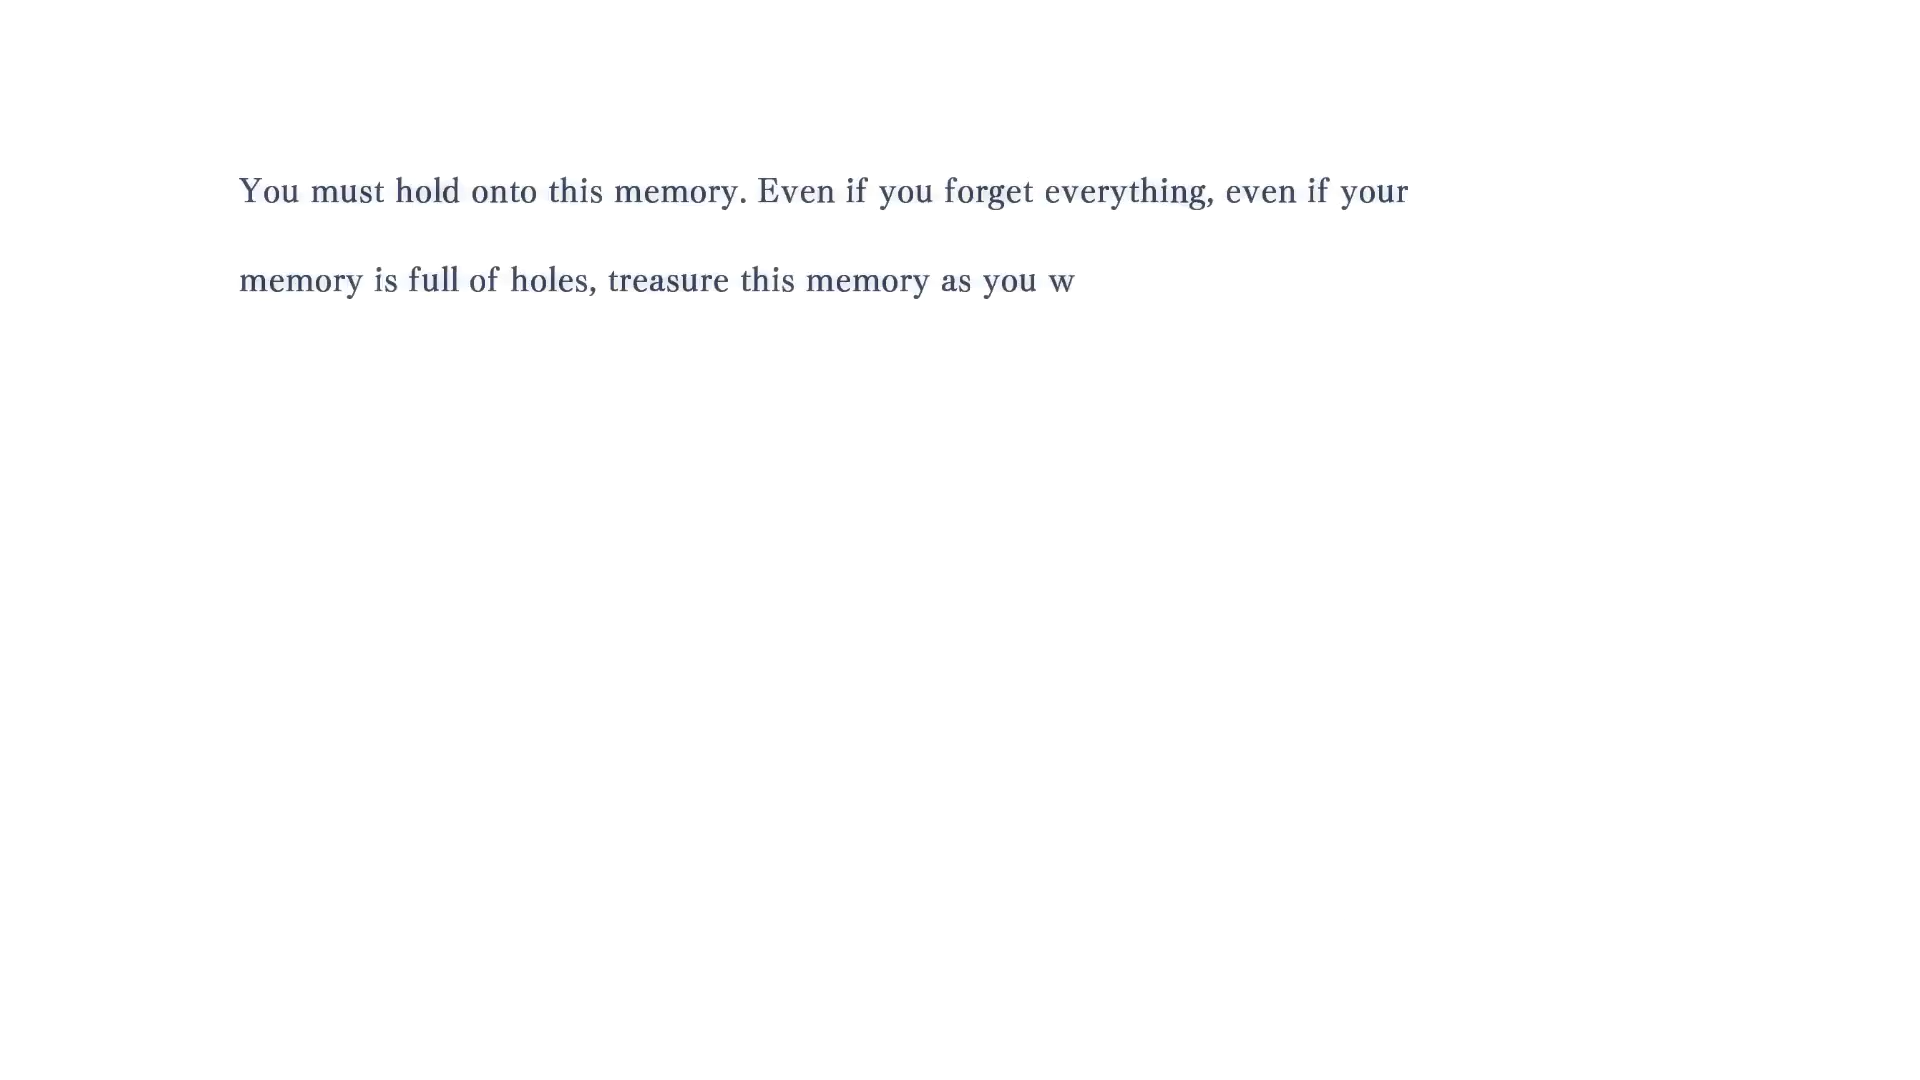 You must hold onto this memory. Even if you forget everything, even if your
memory is full of holes, treasure this memory as you w